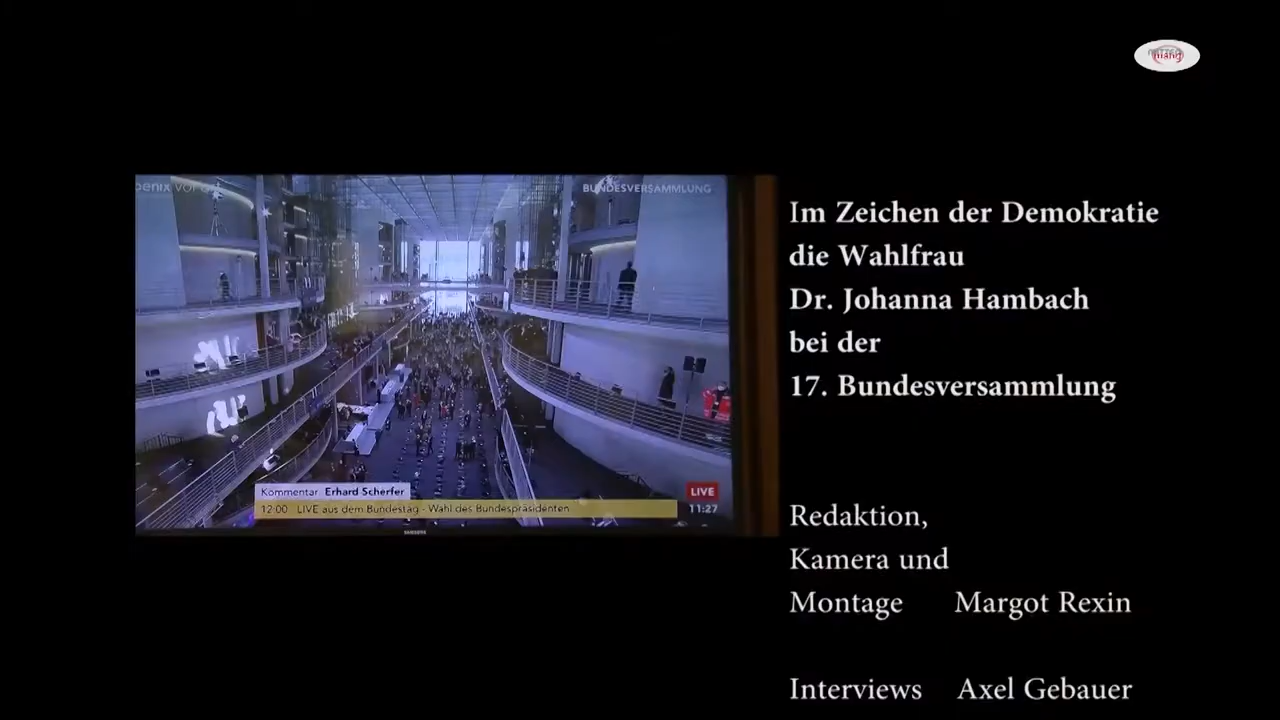 BUNDESVERSAMMLUNG
Kommentar Erhard Scherfer
12:00 LIVE aus dem Bundestag - Wahl des Bundespräsidenten
LIVE
11:27
SAMSUNG
Im Zeichen der Demokratie
die Wahlfrau
Dr. Johanna Hambach
bei der
17. Bundesversammlung
Redaktion,
Kamera und
Montage Margot Rexin
Interviews Axel Gebauer